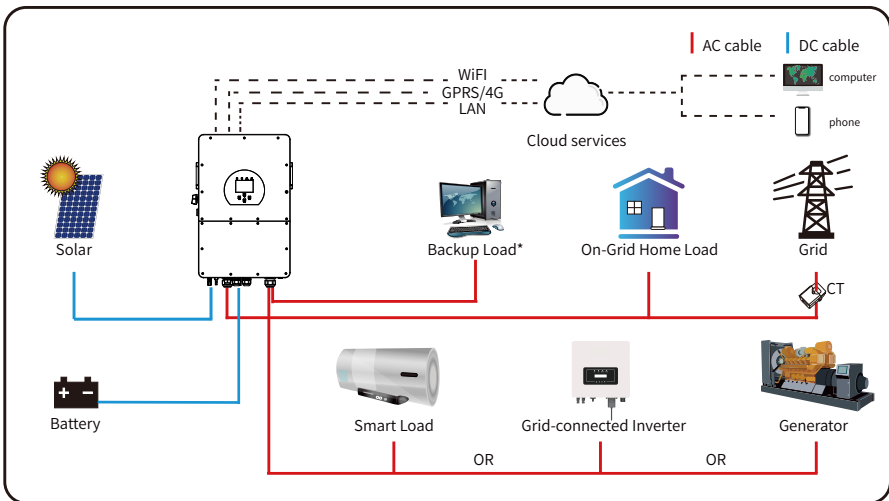 AC cable
DC cable
WiFI
GPRS/4G
LAN
computer
phone
Cloud services
Solar
Backup Load*
On-Grid Home Load
Grid
CT
Battery
Smart Load
Grid-connected Inverter
Generator
OR
OR